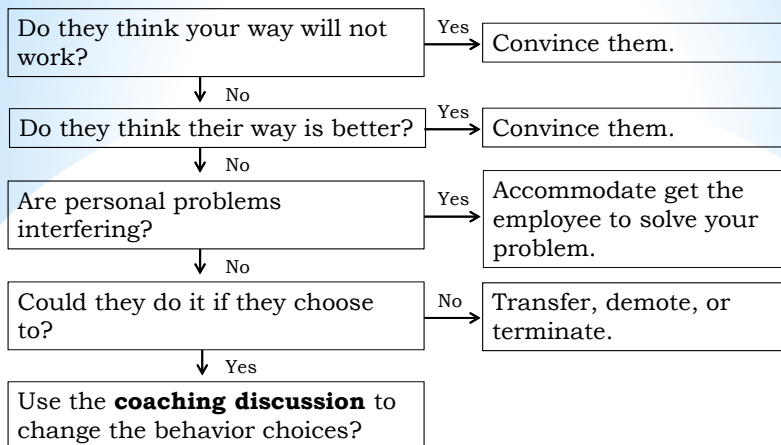 Do they think your way will not
work?
Yes
Convince them.
No
Do they think their way is better?
Yes
Convince them.
No
Are personal problems
interfering?
Yes
Accommodate get the
employee to solve your
problem.
No
Could they do it if they choose
to?
No
Transfer, demote, or
terminate.
Yes
Use the coaching discussion to
change the behavior choices?